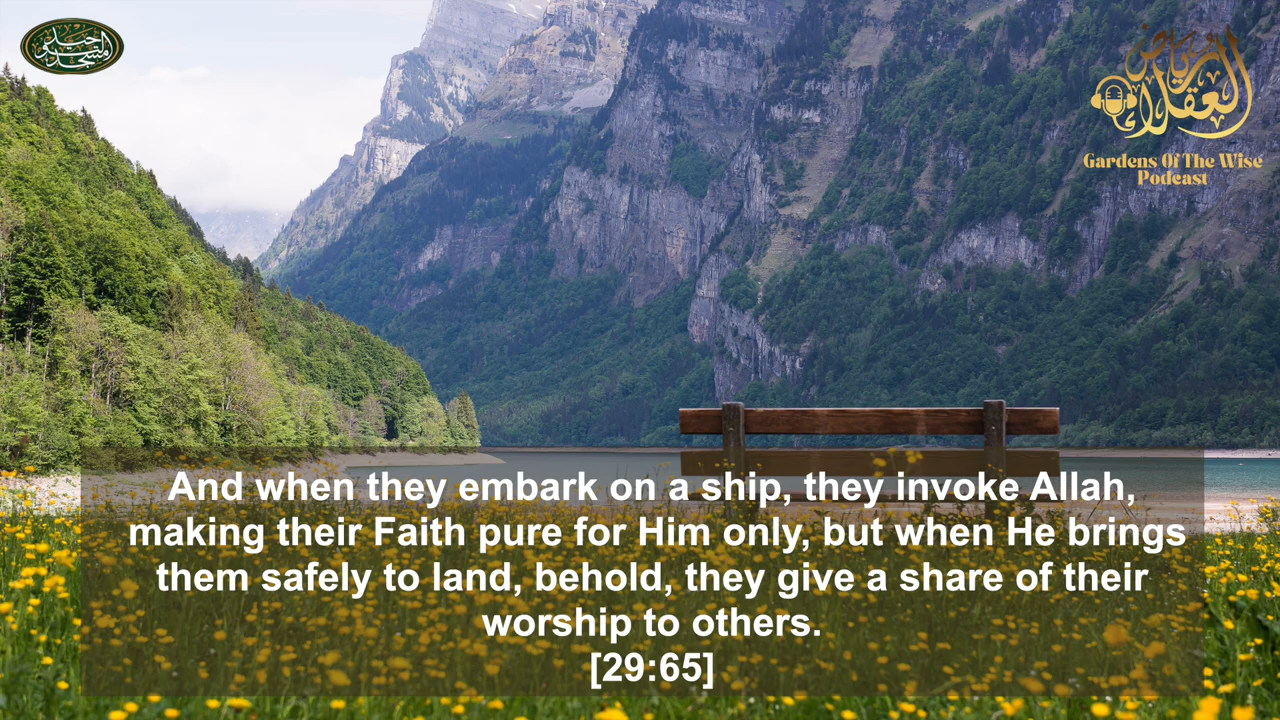 رياض
العقلاء
Gardens Of The Wise
Podcast
And when they embark on a ship, they invoke Allah,
making their Faith pure for Him only, but when He brings
them safely to land, behold, they give a share of their
worship to others.
[29:65]